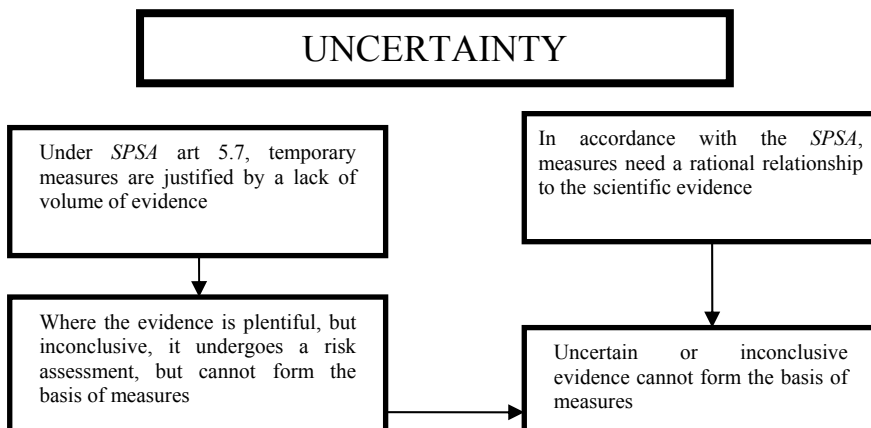 UNCERTAINTY
Under SPSA art 5.7, temporary
measures are justified by a lack of
volume of evidence
In accordance with the SPSA,
measures need a rational relationship
to the scientific evidence
Where the evidence is plentiful, but
inconclusive, it undergoes a risk
assessment, but cannot form the
basis of measures
Uncertain or inconclusive
evidence cannot form the basis of
measures